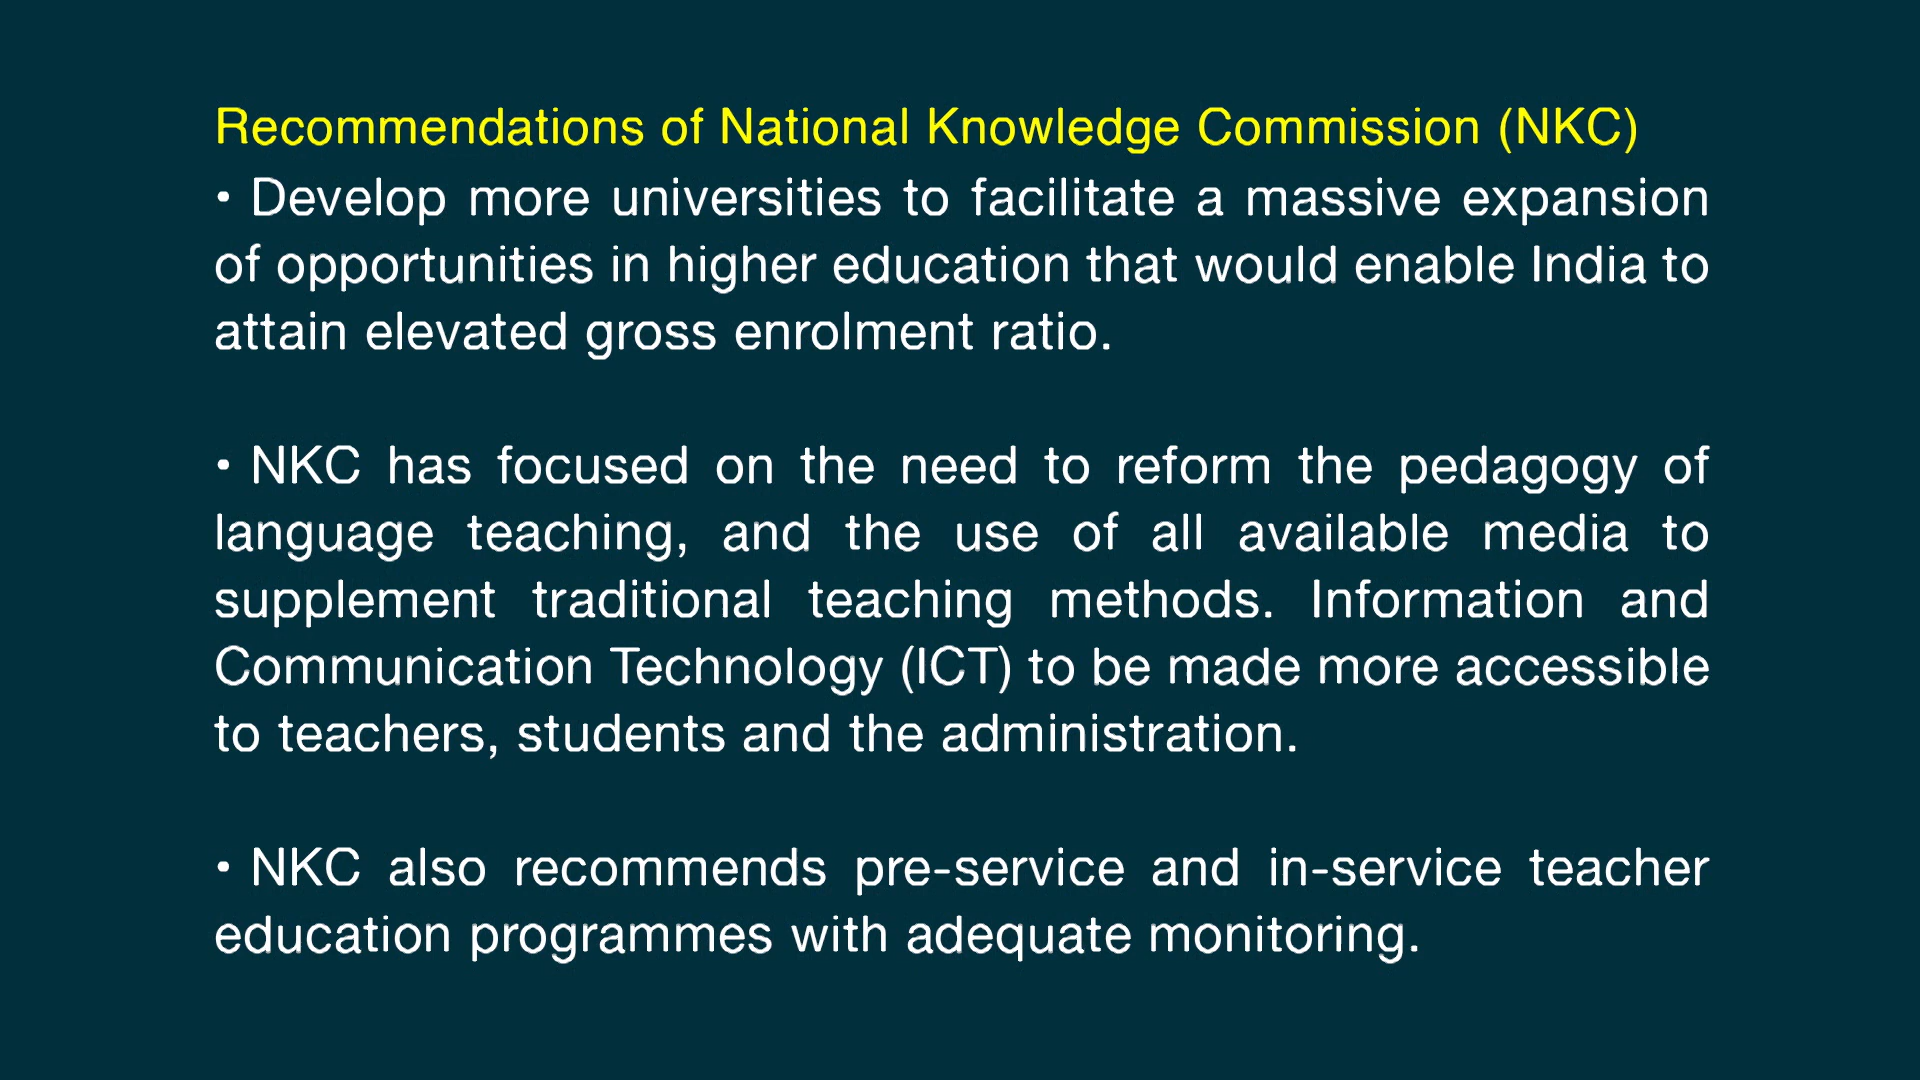 Recommendations of National Knowledge Commission (NKC)
• Develop more universities to facilitate a massive expansion
of opportunities in higher education that would enable India to
attain elevated gross enrolment ratio.
• NKC has focused on the need to reform the pedagogy of
language teaching, and the use of all available media to
supplement traditional teaching methods. Information and
Communication Technology (ICT) to be made more accessible
to teachers, students and the administration.
• NKC also recommends pre-service and in-service teacher
education programmes with adequate monitoring.